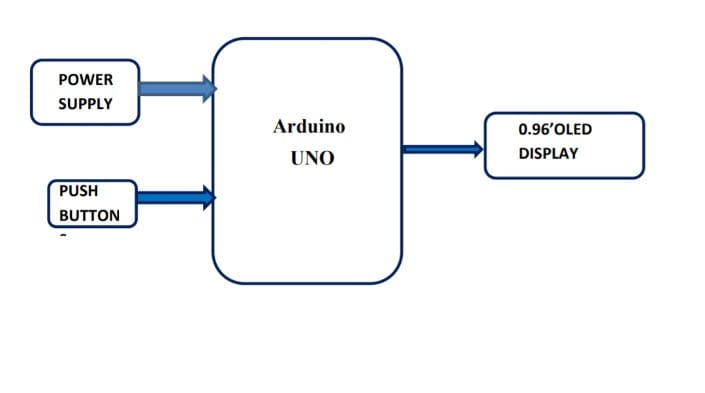 POWER
SUPPLY
PUSH
BUTTON
Arduino
UNO
0.96’OLED
DISPLAY